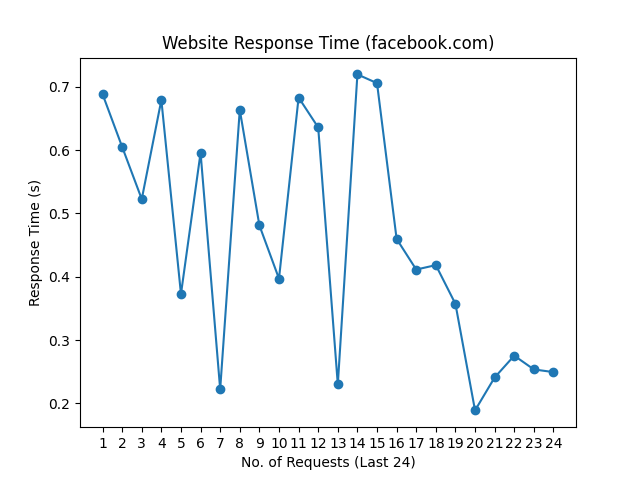 Website Response Time (facebook.com)
Response Time (s)
0.7
0.6
0.5
0.4
0.3
0.2
1 2 3 4 5 6 7 8 9 10 11 12 13 14 15 16 17 18 19 20 21 22 23 24
No. of Requests (Last 24)